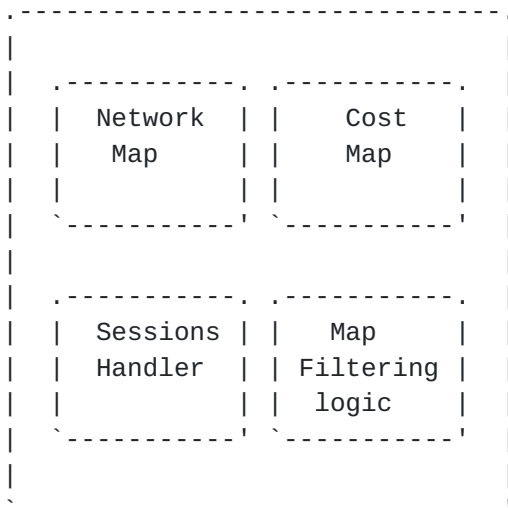 Network Cost
Map Map
Sessions Map
Handler Filtering
logic